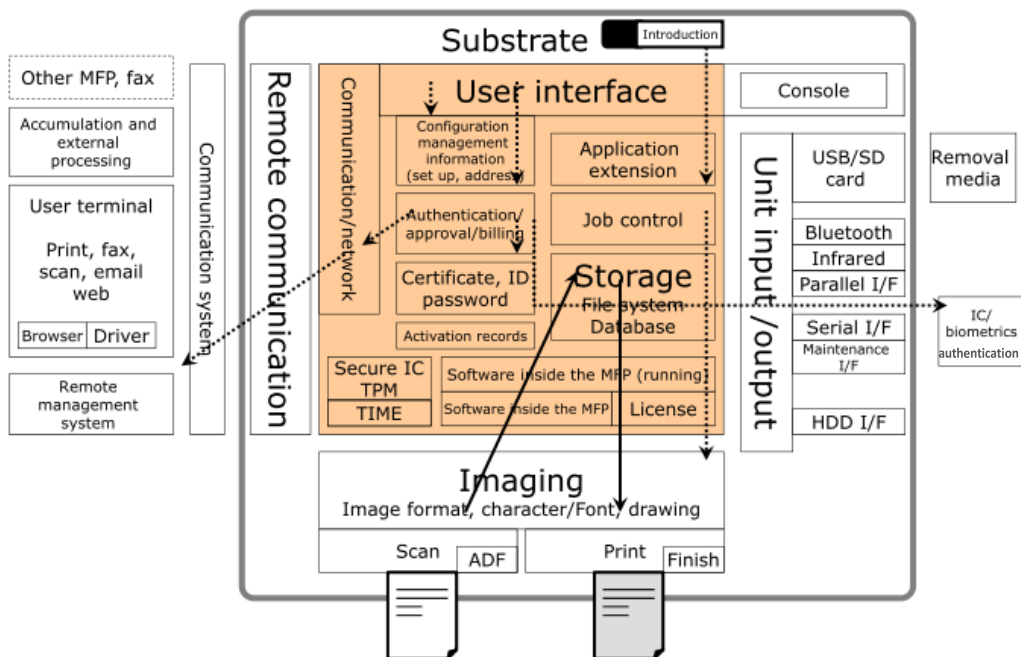 Substrate
Introduction
Other MFP, fax
Accumulation and
external
processing
User terminal
Print, fax,
scan, email
web
Browser
Driver
Remote
management
system
Communication system
Remote communication
Communication/network
User interface
Configuration
management
information
(set up, address)
Authentication/
approval/billing
Certificate, ID
password
Activation records
Application
extension
Job control
Storage
File system
Database
Secure IC
TPM
TIME
Software inside the MFP (running)
Software inside the MFP
License
Imaging
Image format, character/Font, drawing
Scan
ADF
Print
Finish
Console
Unit input /output
USB/SD
card
Bluetooth
Infrared
Parallel I/F
Serial I/F
Maintenance
I/F
HDD I/F
Removal
media
IC/
biometrics
authentication